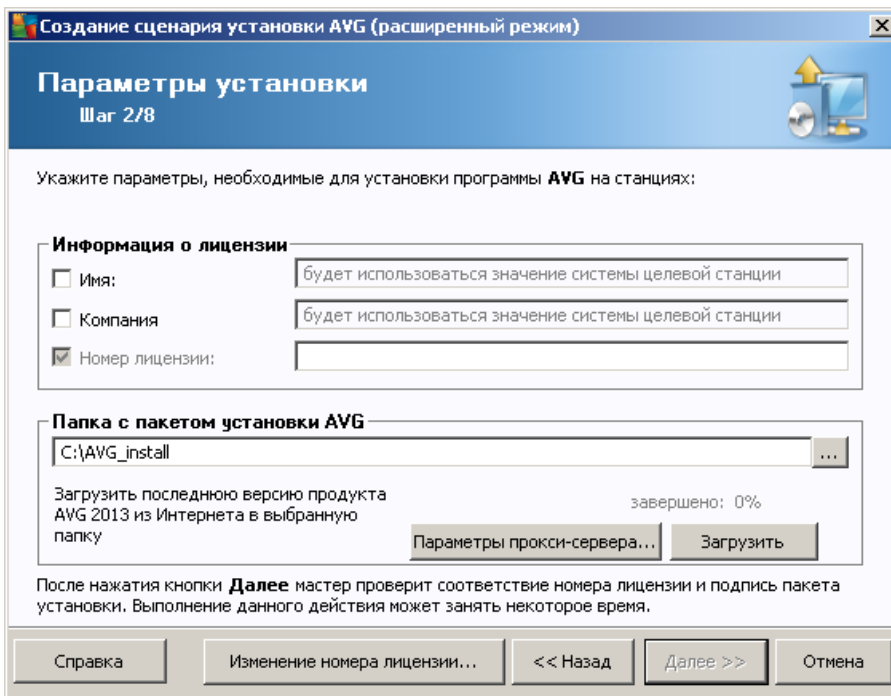 Создание сценария установки AVG (расширенный режим)
Параметры установки
Шаг 2/8
Укажите параметры, необходимые для установки программы AVG на станциях:
Информация о лицензии
Имя:
будет использоваться значение системы целевой станции
Компания
будет использоваться значение системы целевой станции
Номер лицензии:
Папка с пакетом установки AVG
C:\AVG_install
...
Загрузить последнюю версию продукта
AVG 2013 из Интернета в выбранную
папку
завершено: 0%
Параметры прокси-сервера...
Загрузить
После нажатия кнопки Далее мастер проверит соответствие номера лицензии и подпись пакета
установки. Выполнение данного действия может занять некоторое время.
Справка
Изменение номера лицензии...
<< Назад
Далее >>
Отмена